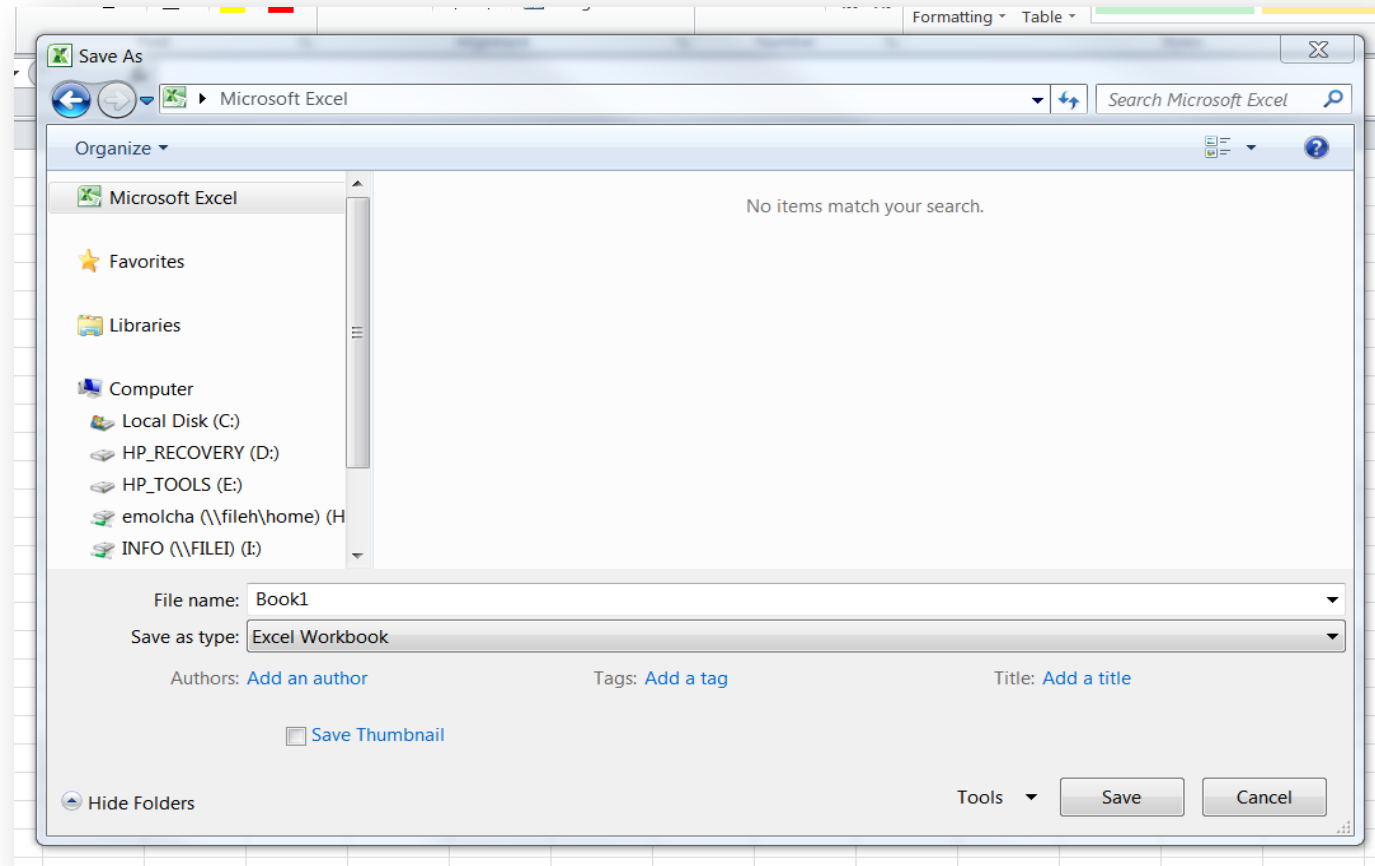 Formatting Table
Save As
Microsoft Excel Search Microsoft Excel
Organize
Microsoft Excel
Favorites
Libraries
Computer
Local Disk (C:)
HP_RECOVERY (D:)
HP_TOOLS (E:)
emolcha (\\fileh\home) (H
INFO (\\FILEI) (I:)
No items match your search.
File name: Book1
Save as type: Excel Workbook
Authors: Add an author Tags: Add a tag Title: Add a title
Save Thumbnail
Hide Folders Tools Save Cancel